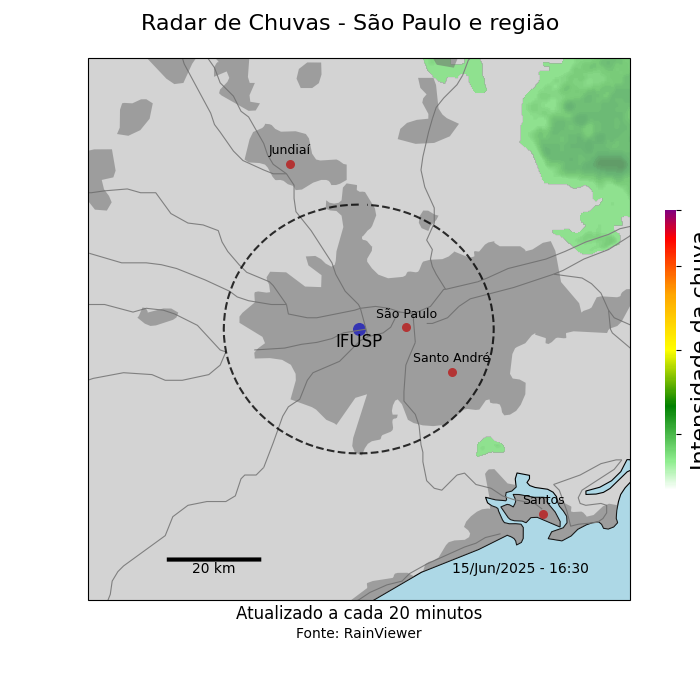 Radar de Chuvas - São Paulo e região
Jundiaí
São Paulo
IFUSP
Santo André
Santos
20 km
15/Jun/2025 - 16:30
Intensidade da chuva
Atualizado a cada 20 minutos
Fonte: RainViewer